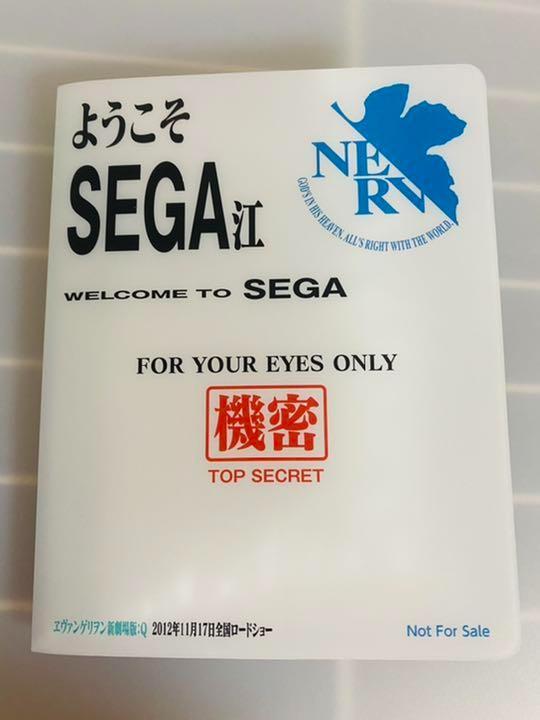 ようこそ
SEGA江
NERV
GOD'S IN HIS HEAVEN. ALL'S RIGHT WITH THE WORLD.
WELCOME TO SEGA
FOR YOUR EYES ONLY
機密
TOP SECRET
ヱヴァンゲリヲン新劇場版:Q 2012年11月17日全国ロードショー
Not For Sale